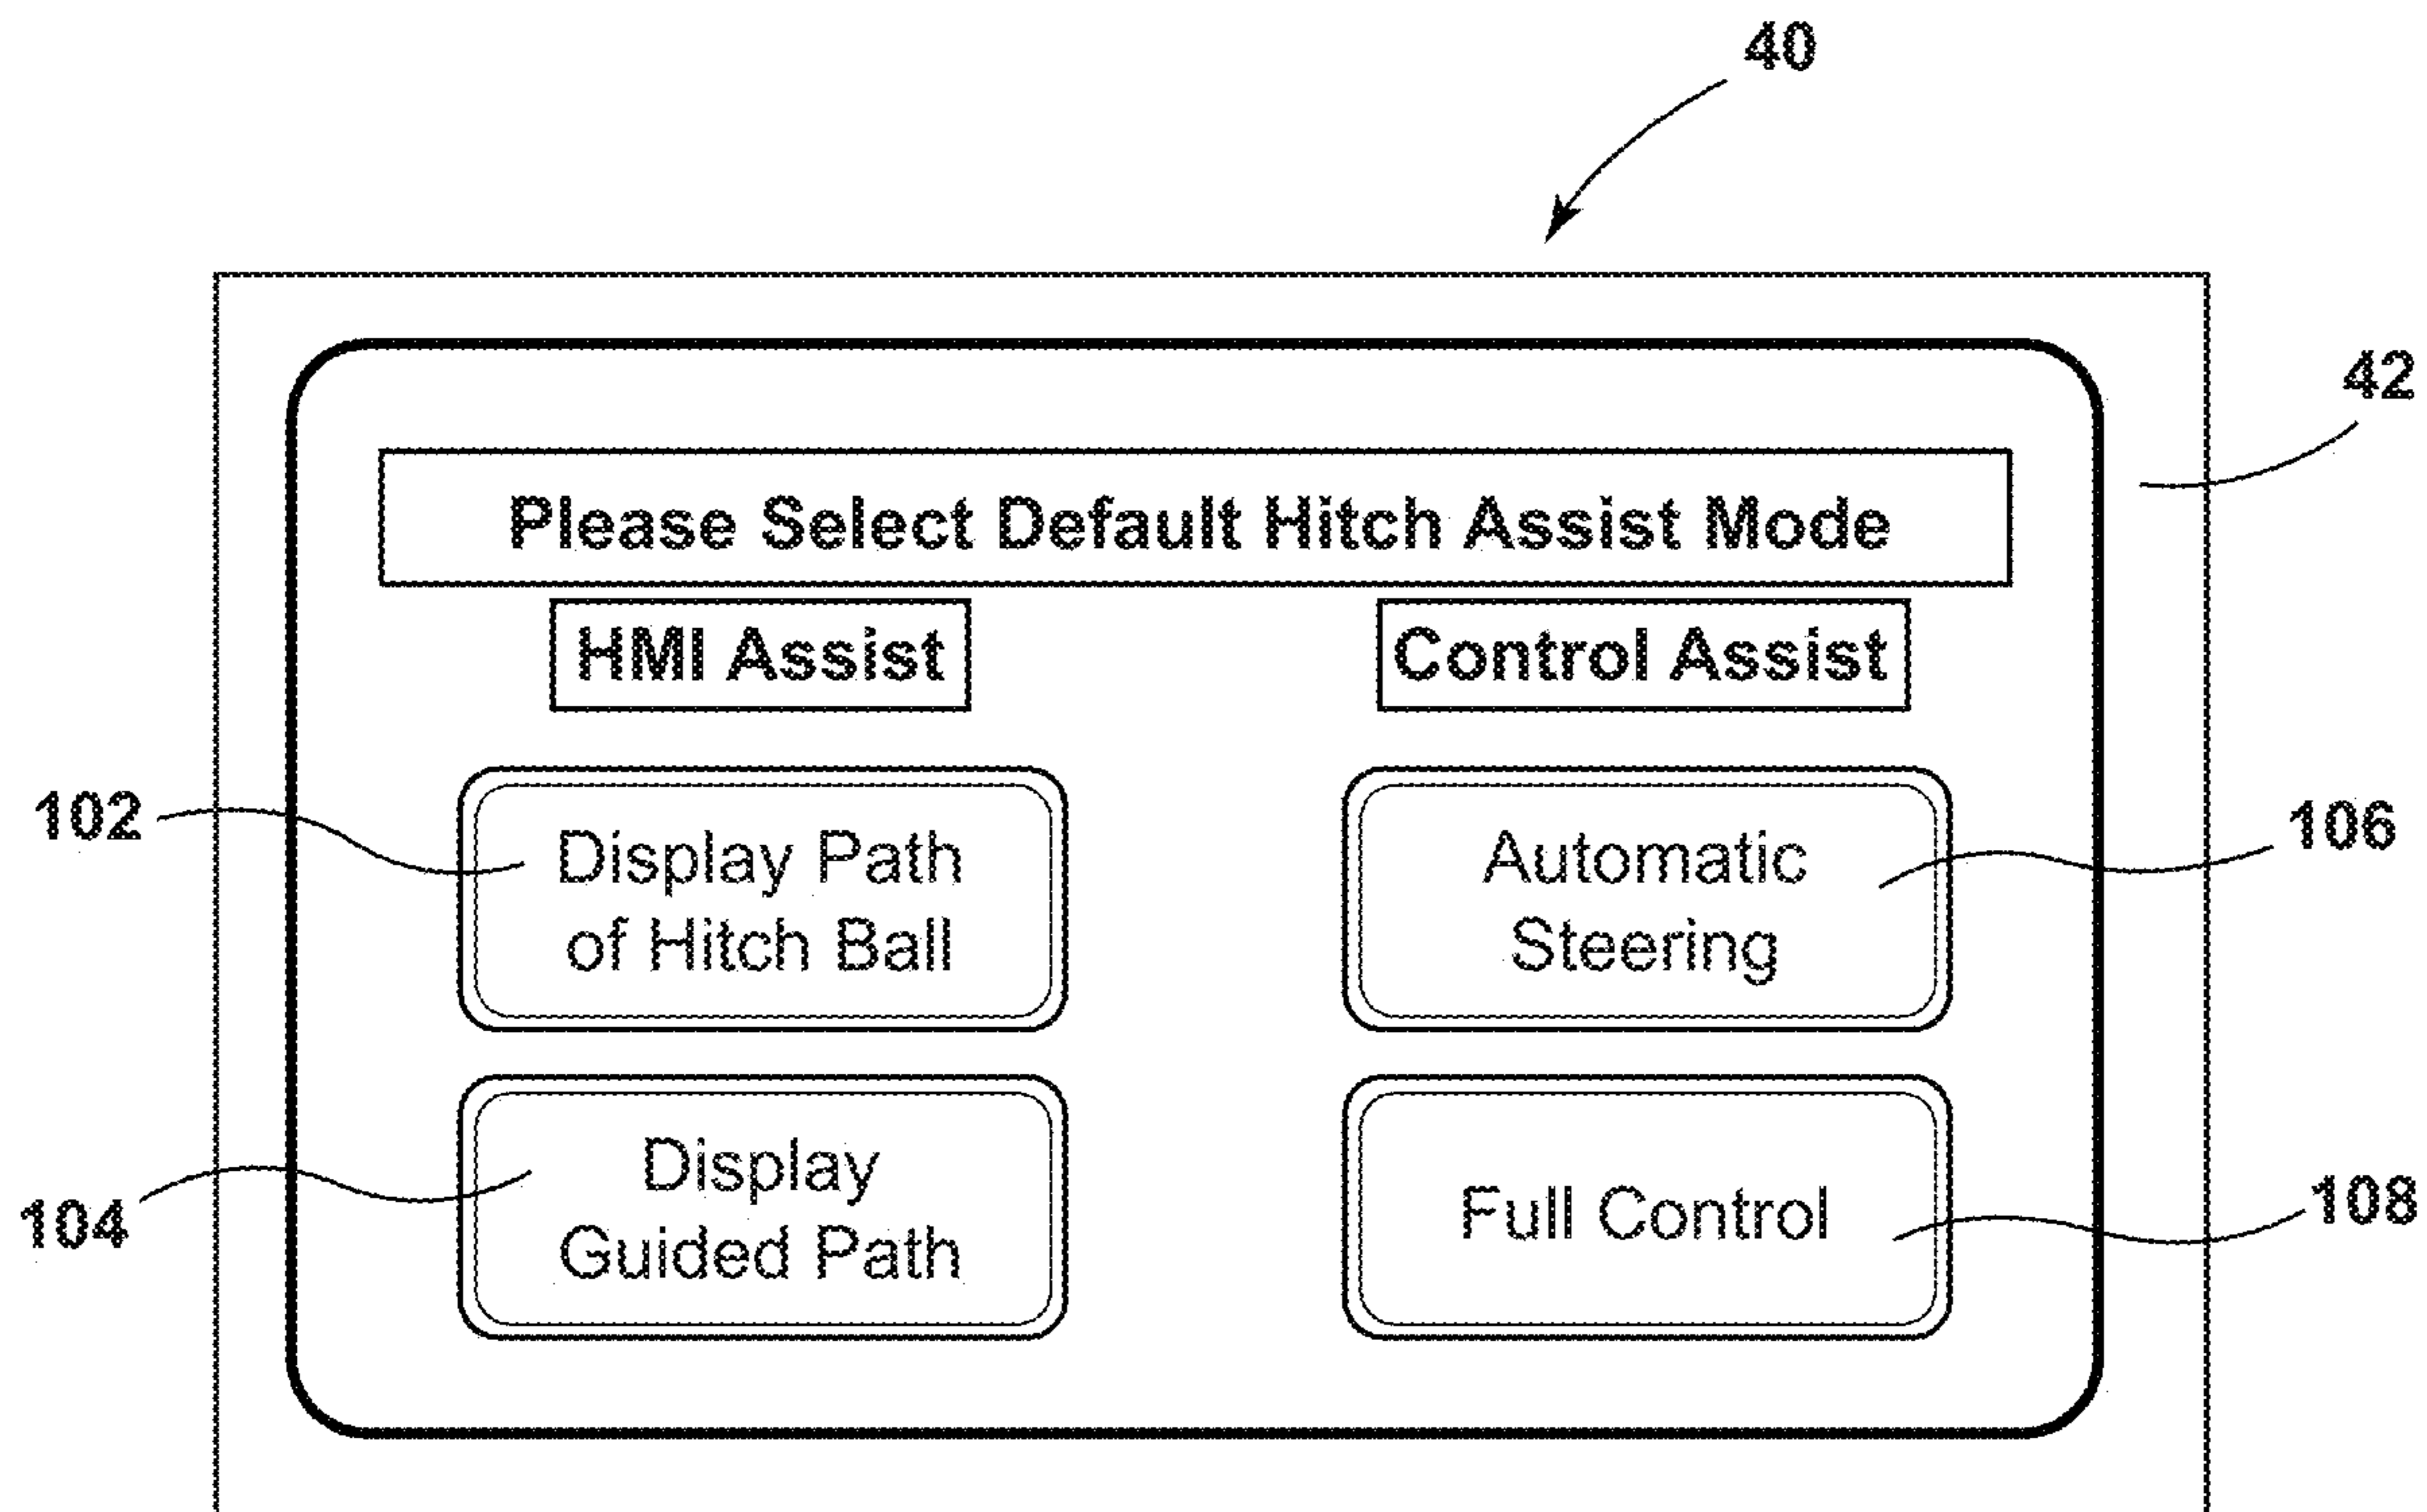 40
42
Please Select Default Hitch Assist Mode
HMI Assist
Control Assist
102
Display Path
of Hitch Ball
Automatic
Steering
106
104
Display
Guided Path
Full Control
108